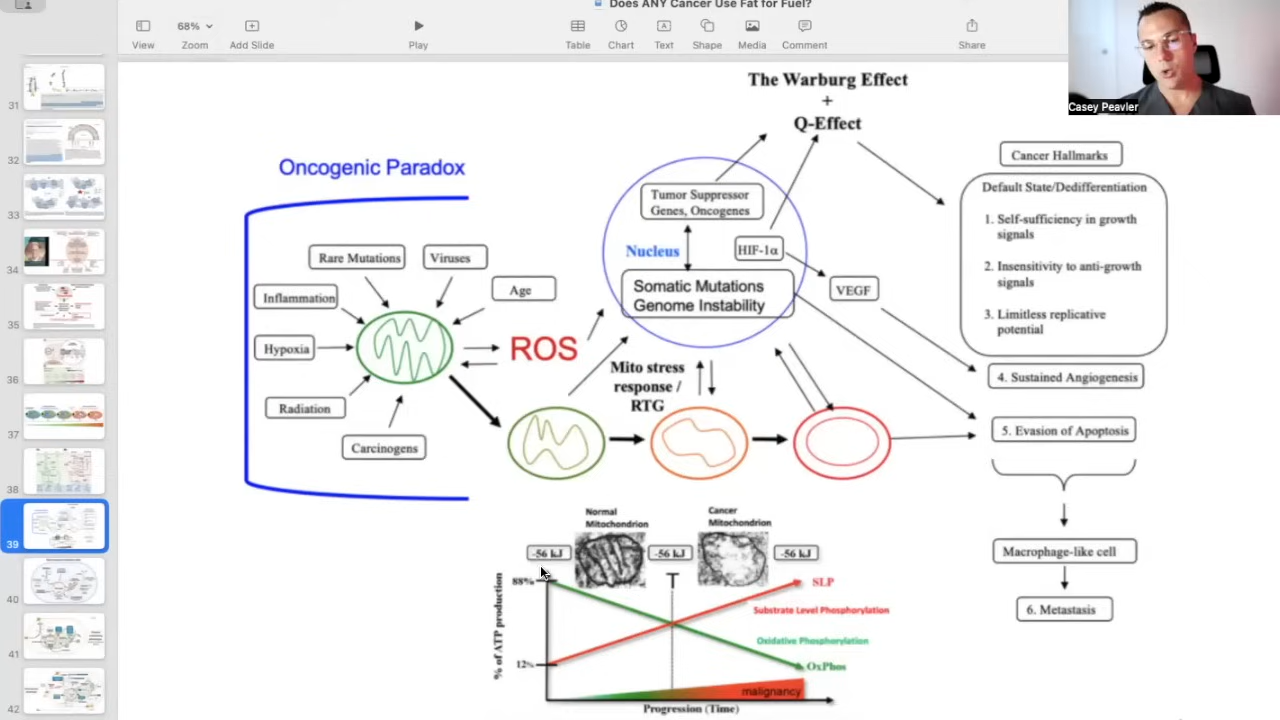 Does ANY Cancer Use Fat for Fuel?
68%
View
Zoom
Add Slide
Play
Table
Chart
Text
Shape
Media
Comment
Share
Casey Peavler
31
32
33
34
35
36
37
38
39
40
41
42
The Warburg Effect
+
Q-Effect
Oncogenic Paradox
Rare Mutations
Viruses
Age
Inflammation
Hypoxia
Radiation
Carcinogens
ROS
Tumor Suppressor
Genes, Oncogenes
Nucleus
HIF-1α
Somatic Mutations
Genome Instability
VEGF
Mito stress
response /
RTG
Cancer Hallmarks
Default State/Dedifferentiation
1. Self-sufficiency in growth
signals
2. Insensitivity to anti-growth
signals
3. Limitless replicative
potential
4. Sustained Angiogenesis
5. Evasion of Apoptosis
Macrophage-like cell
6. Metastasis
Normal
Mitochondrion
Cancer
Mitochondrion
-56 kJ
-56 kJ
-56 kJ
88%
T
SLP
Substrate Level Phosphorylation
Oxidative Phosphorylation
12%
OxPhos
% of ATP production
malignancy
Progression (Time)